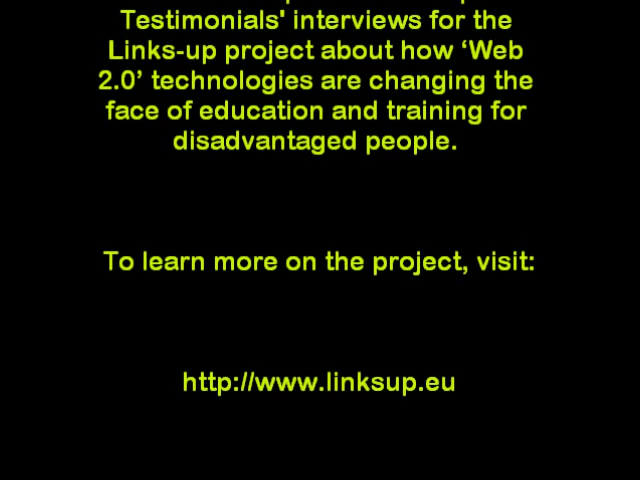 Testimonials' interviews for the
Links-up project about how ‘Web
2.0’ technologies are changing the
face of education and training for
disadvantaged people.
To learn more on the project, visit:
http://www.linksup.eu